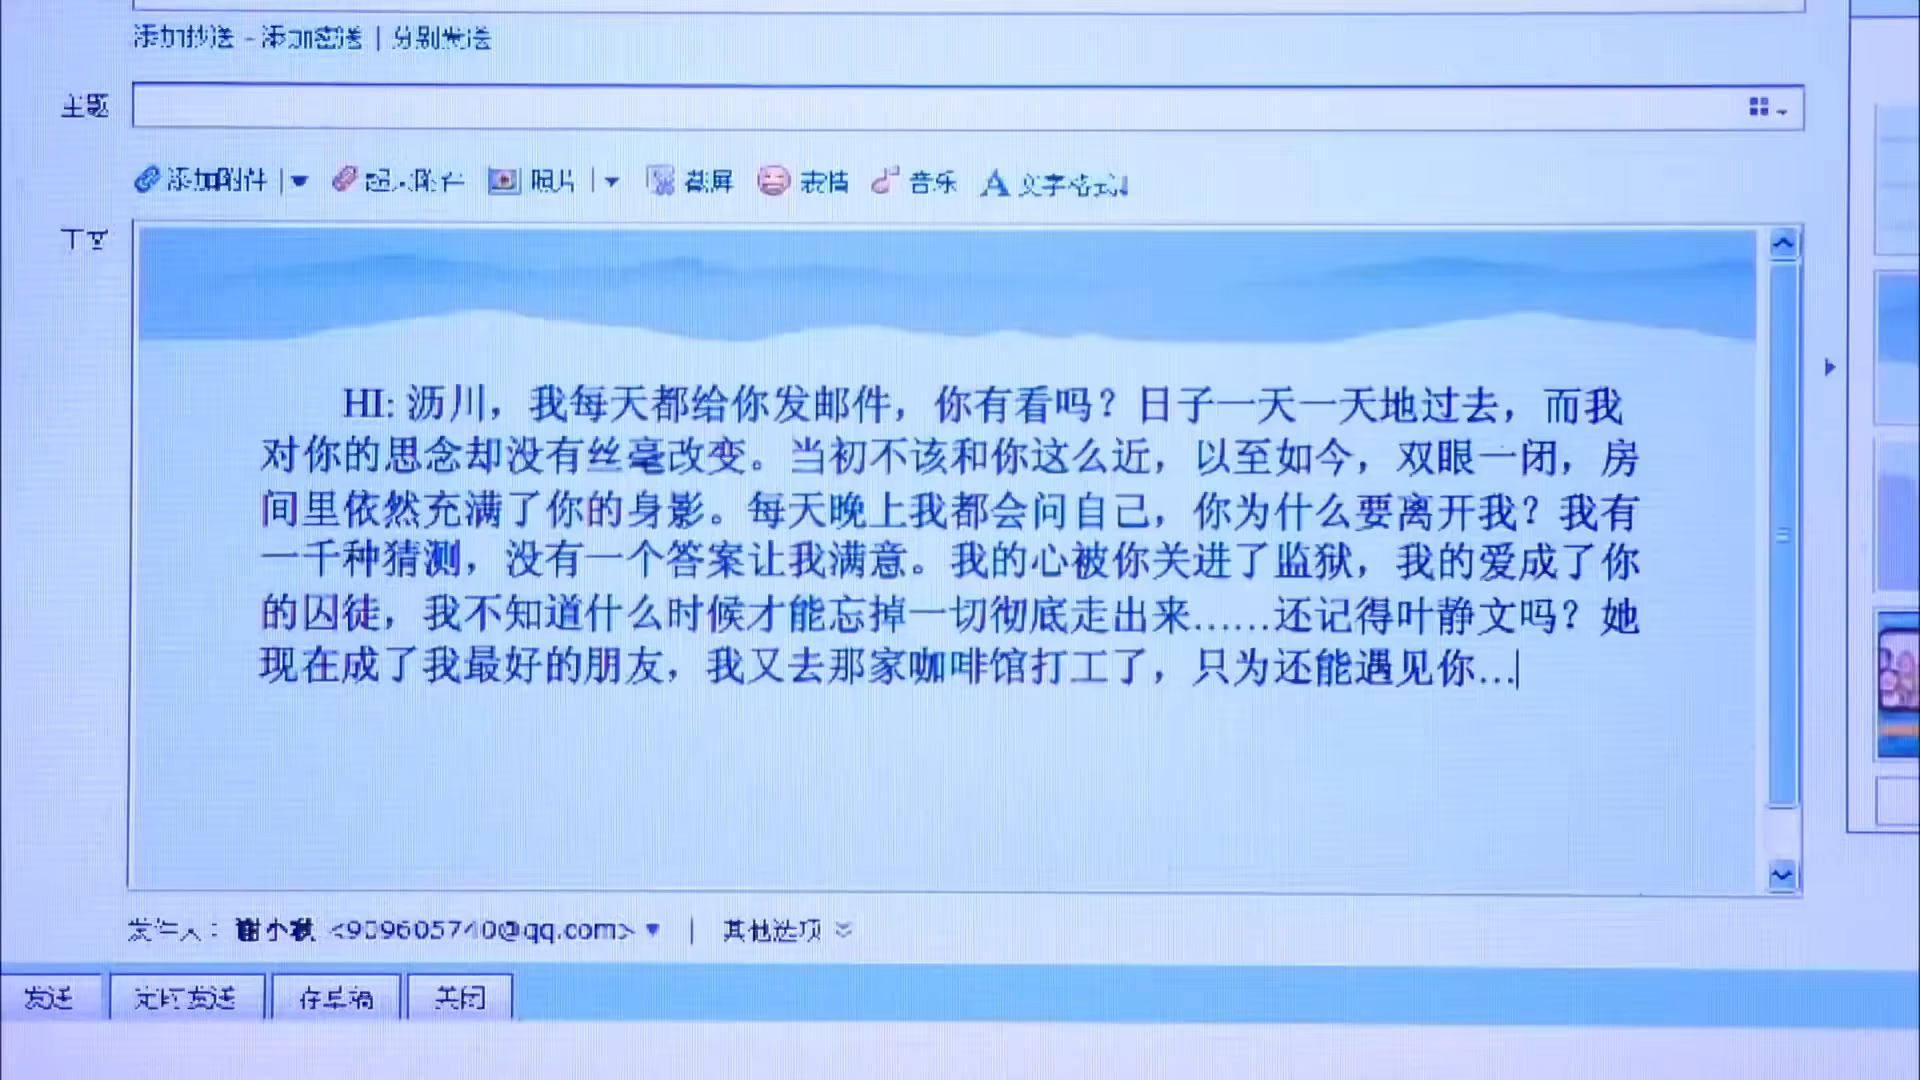 添加抄送 - 添加密送 | 分别发送
主题
添加附件 | 超大附件 照片 | 截屏 表情 音乐 A 文字格式↓
正文
HI: 沥川，我每天都给你发邮件，你有看吗？日子一天一天地过去，而我
对你的思念却没有丝毫改变。当初不该和你这么近，以至如今，双眼一闭，房
间里依然充满了你的身影。每天晚上我都会问自己，你为什么要离开我？我有
一千种猜测，没有一个答案让我满意。我的心被你关进了监狱，我的爱成了你
的囚徒，我不知道什么时候才能忘掉一切彻底走出来……还记得叶静文吗？她
现在成了我最好的朋友，我又去那家咖啡馆打工了，只为还能遇见你...
发件人：谢小秋 <909605740@qq.com> | 其他选项
发送 定时发送 存草稿 关闭